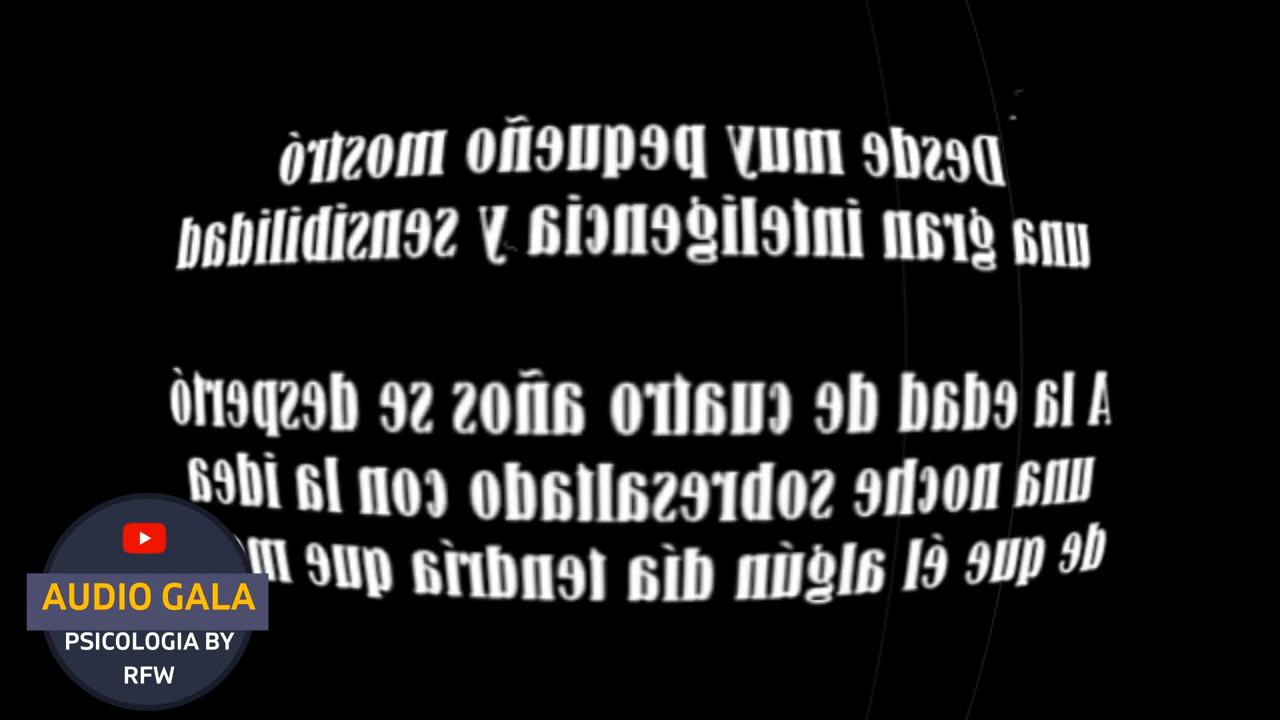 Desde muy pequeño mostró
una gran inteligencia y sensibilidad
A la edad de cuatro años se despertó
una noche sobresaltado con la idea
de que él algún día tendría que
AUDIO GALA
PSICOLOGIA BY
RFW